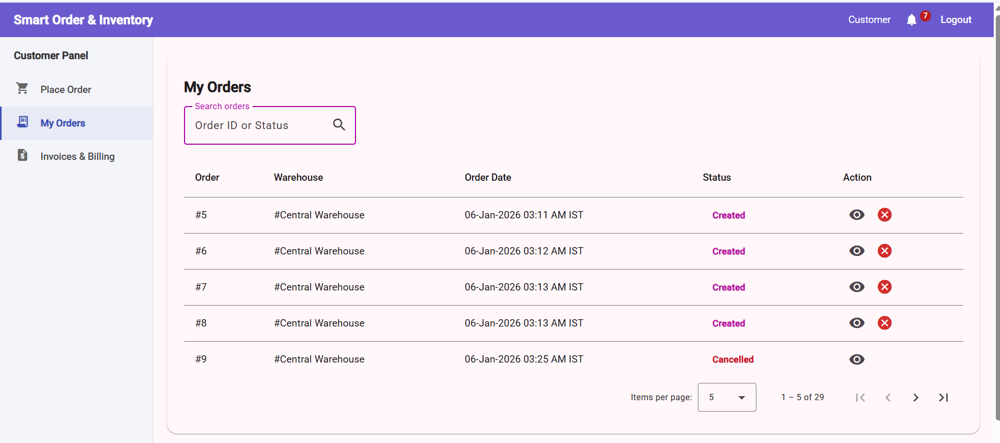 Smart Order & Inventory
Customer 7 Logout
Customer Panel
Place Order
My Orders
Invoices & Billing
My Orders
Search orders
Order ID or Status
Order Warehouse Order Date Status Action
#5 #Central Warehouse 06-Jan-2026 03:11 AM IST Created
#6 #Central Warehouse 06-Jan-2026 03:12 AM IST Created
#7 #Central Warehouse 06-Jan-2026 03:13 AM IST Created
#8 #Central Warehouse 06-Jan-2026 03:13 AM IST Created
#9 #Central Warehouse 06-Jan-2026 03:25 AM IST Cancelled
Items per page: 5 1 – 5 of 29